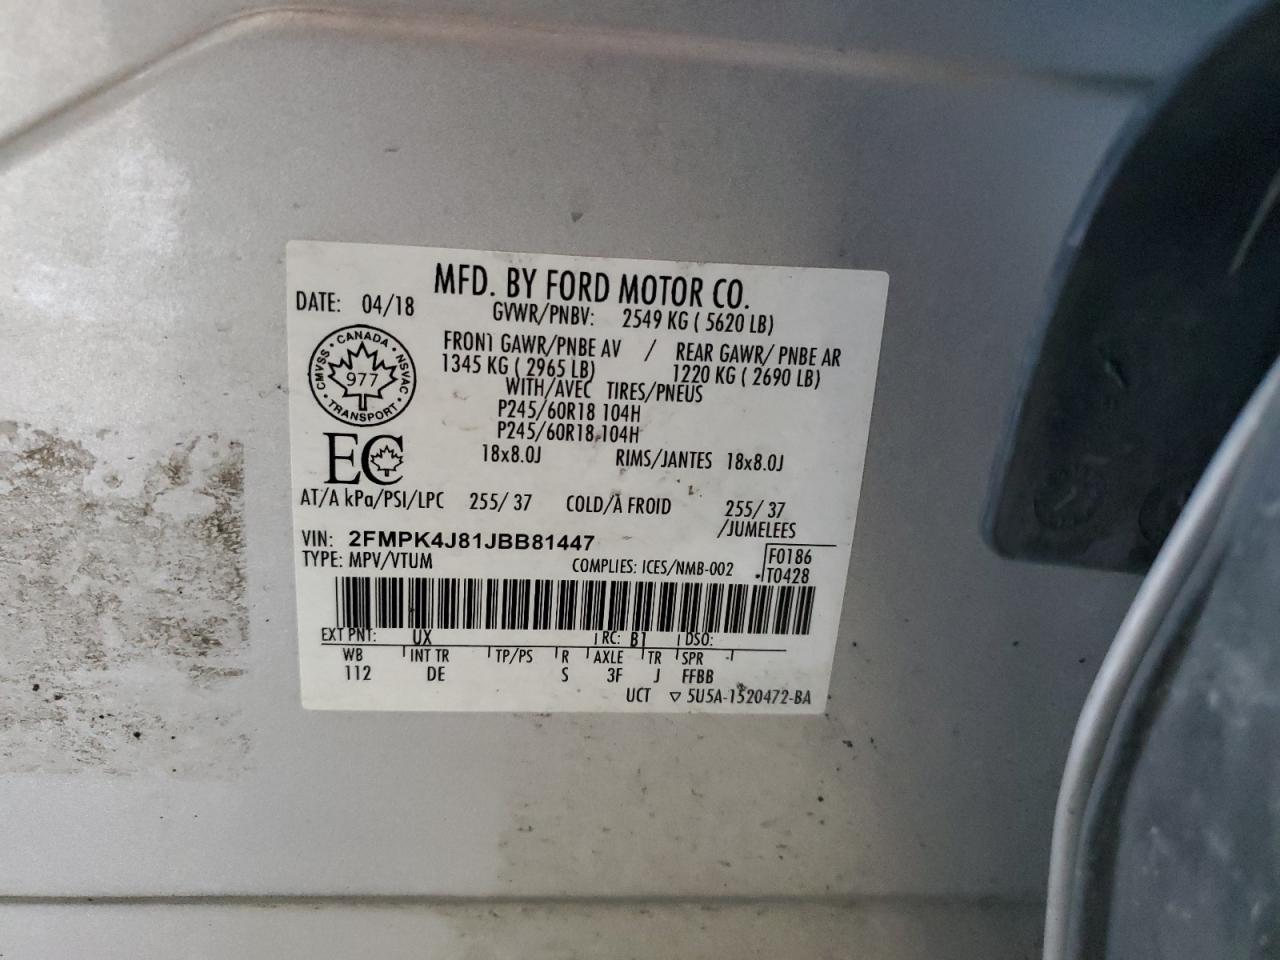 MFD. BY FORD MOTOR CO.
DATE: 04/18
GVWR/PNBV: 2549 KG ( 5620 LB)
FRONT GAWR/PNBE AV / REAR GAWR/ PNBE AR
1345 KG ( 2965 LB) 1220 KG ( 2690 LB)
WITH/AVEC TIRES/PNEUS
P245/60R18 104H
P245/60R18 104H
18x8.0J RIMS/JANTES 18x8.0J
CMVSS · CANADA · NSVAC
977
TRANSPORT
EC
AT/A kPa/PSI/LPC 255/ 37 COLD/A FROID 255/ 37
/JUMELEES
VIN: 2FMPK4J81JBB81447
TYPE: MPV/VTUM COMPLIES: ICES/NMB-002
F0186
T0428
EXT PNT: UX RC: B1 DSO:
WB INT TR TP/PS R AXLE TR SPR
112 DE S 3F J FFBB
UCT ▽ 5U5A-1520472-BA